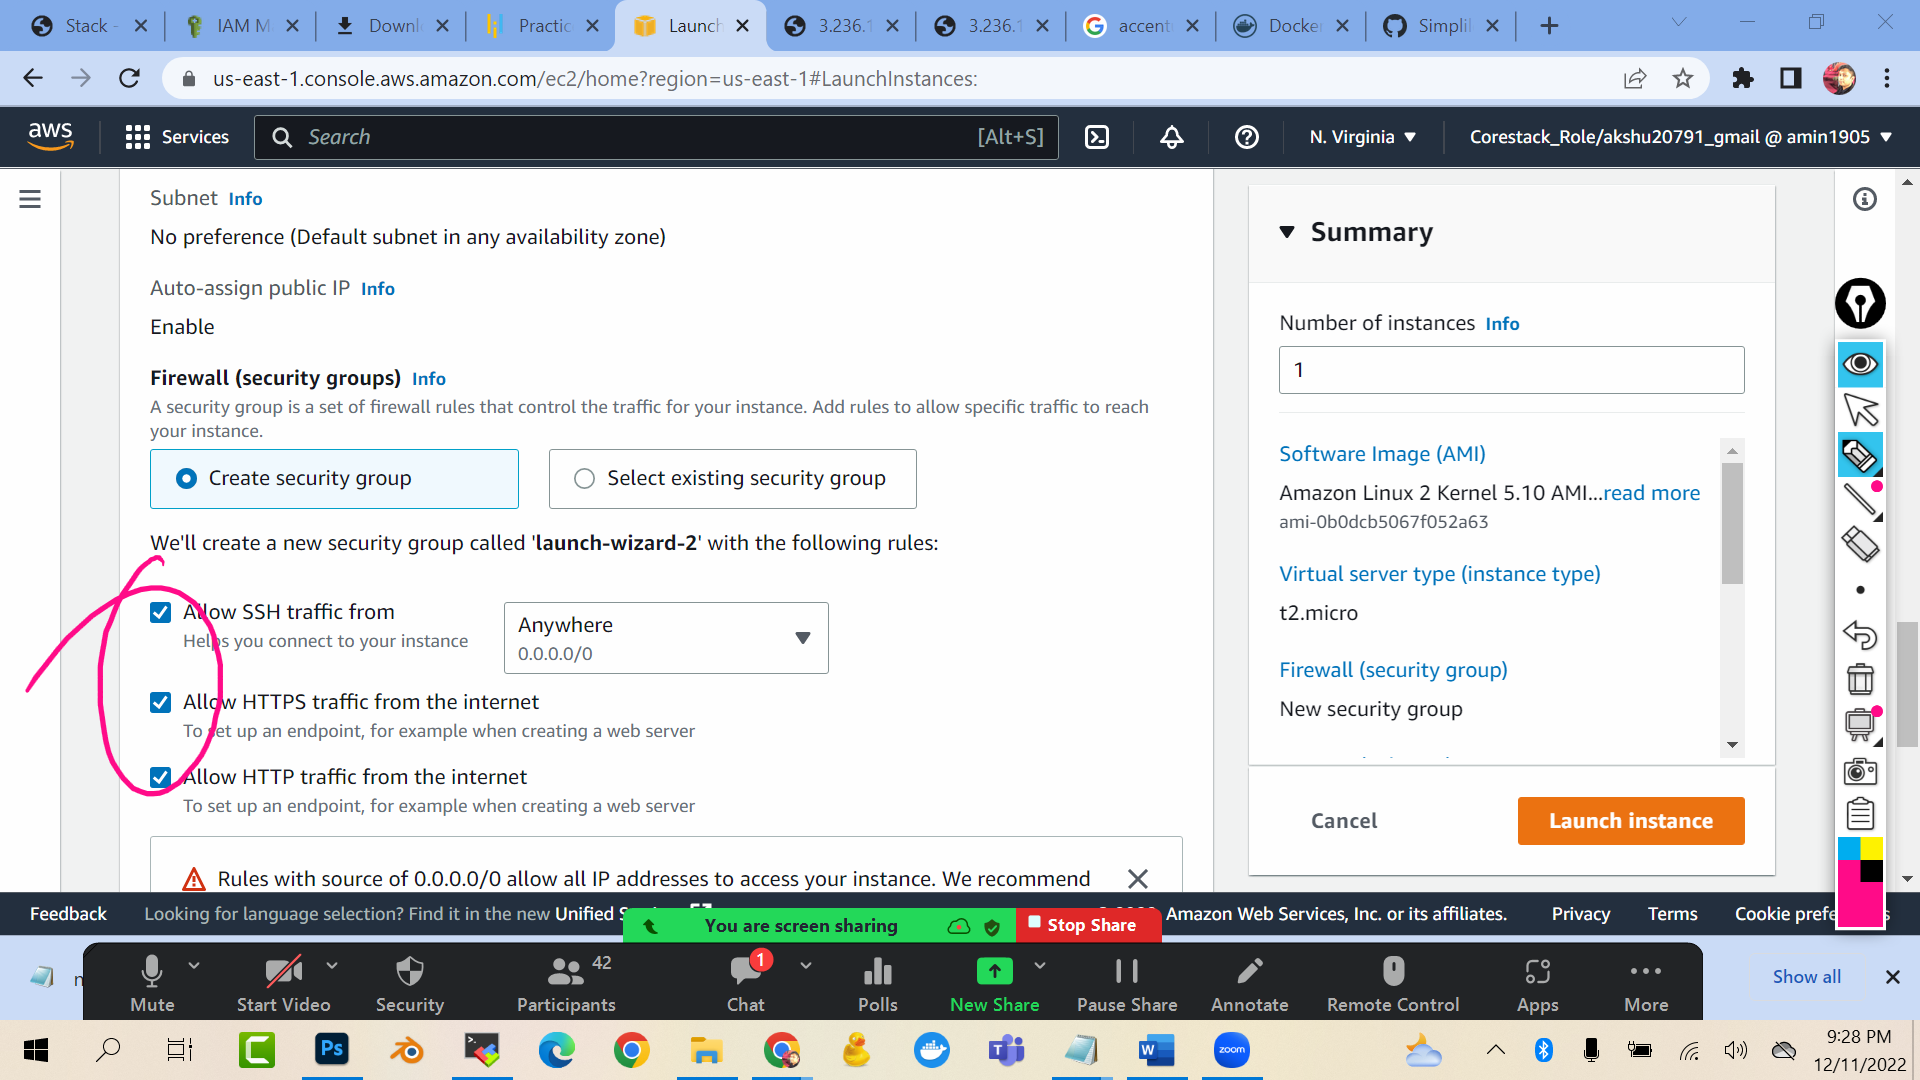 Stack -
IAM M
Downl
Practic
Launch
3.236.1
3.236.1
accent
Docker
Simplil
us-east-1.console.aws.amazon.com/ec2/home?region=us-east-1#LaunchInstances:
aws
Services
Search
[Alt+S]
N. Virginia
Corestack_Role/akshu20791_gmail @ amin1905
Subnet Info
No preference (Default subnet in any availability zone)
Auto-assign public IP Info
Enable
Firewall (security groups) Info
A security group is a set of firewall rules that control the traffic for your instance. Add rules to allow specific traffic to reach
your instance.
Create security group
Select existing security group
We'll create a new security group called 'launch-wizard-2' with the following rules:
Allow SSH traffic from
Helps you connect to your instance
Anywhere
0.0.0.0/0
Allow HTTPS traffic from the internet
To set up an endpoint, for example when creating a web server
Allow HTTP traffic from the internet
To set up an endpoint, for example when creating a web server
Rules with source of 0.0.0.0/0 allow all IP addresses to access your instance. We recommend
Summary
Number of instances Info
1
Software Image (AMI)
Amazon Linux 2 Kernel 5.10 AMI...read more
ami-0b0dcb5067f052a63
Virtual server type (instance type)
t2.micro
Firewall (security group)
New security group
Cancel
Launch instance
Feedback
Looking for language selection? Find it in the new Unified S
Amazon Web Services, Inc. or its affiliates.
Privacy
Terms
Cookie prefe
You are screen sharing
Stop Share
Mute
Start Video
Security
42
Participants
1
Chat
Polls
New Share
Pause Share
Annotate
Remote Control
Apps
More
Show all
Ps
W
zoom
9:28 PM
12/11/2022